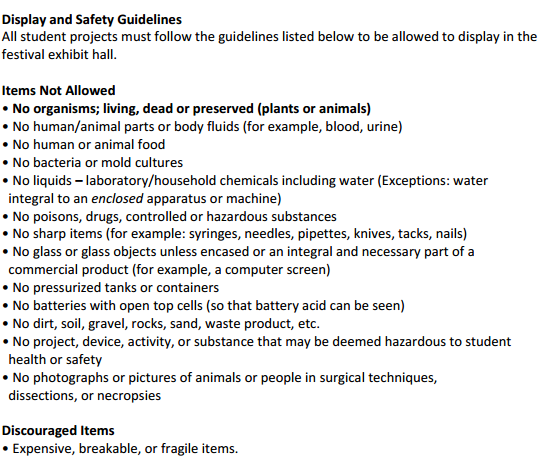 Display and Safety Guidelines
All student projects must follow the guidelines listed below to be allowed to display in the
festival exhibit hall.
Items Not Allowed
• No organisms; living, dead or preserved (plants or animals)
• No human/animal parts or body fluids (for example, blood, urine)
• No human or animal food
• No bacteria or mold cultures
• No liquids – laboratory/household chemicals including water (Exceptions: water
integral to an enclosed apparatus or machine)
• No poisons, drugs, controlled or hazardous substances
• No sharp items (for example: syringes, needles, pipettes, knives, tacks, nails)
• No glass or glass objects unless encased or an integral and necessary part of a
commercial product (for example, a computer screen)
• No pressurized tanks or containers
• No batteries with open top cells (so that battery acid can be seen)
• No dirt, soil, gravel, rocks, sand, waste product, etc.
• No project, device, activity, or substance that may be deemed hazardous to student
health or safety
• No photographs or pictures of animals or people in surgical techniques,
dissections, or necropsies
Discouraged Items
• Expensive, breakable, or fragile items.